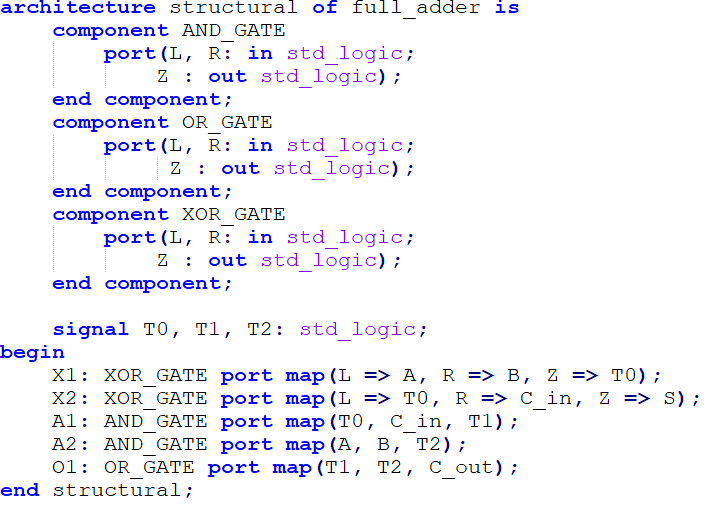 architecture structural of full_adder is
    component AND_GATE
        port(L, R: in std_logic;
            Z : out std_logic);
    end component;
    component OR_GATE
        port(L, R: in std_logic;
             Z : out std_logic);
    end component;
    component XOR_GATE
        port(L, R: in std_logic;
            Z : out std_logic);
    end component;

    signal T0, T1, T2: std_logic;
begin
    X1: XOR_GATE port map(L => A, R => B, Z => T0);
    X2: XOR_GATE port map(L => T0, R => C_in, Z => S);
    A1: AND_GATE port map(T0, C_in, T1);
    A2: AND_GATE port map(A, B, T2);
    O1: OR_GATE port map(T1, T2, C_out);
end structural;